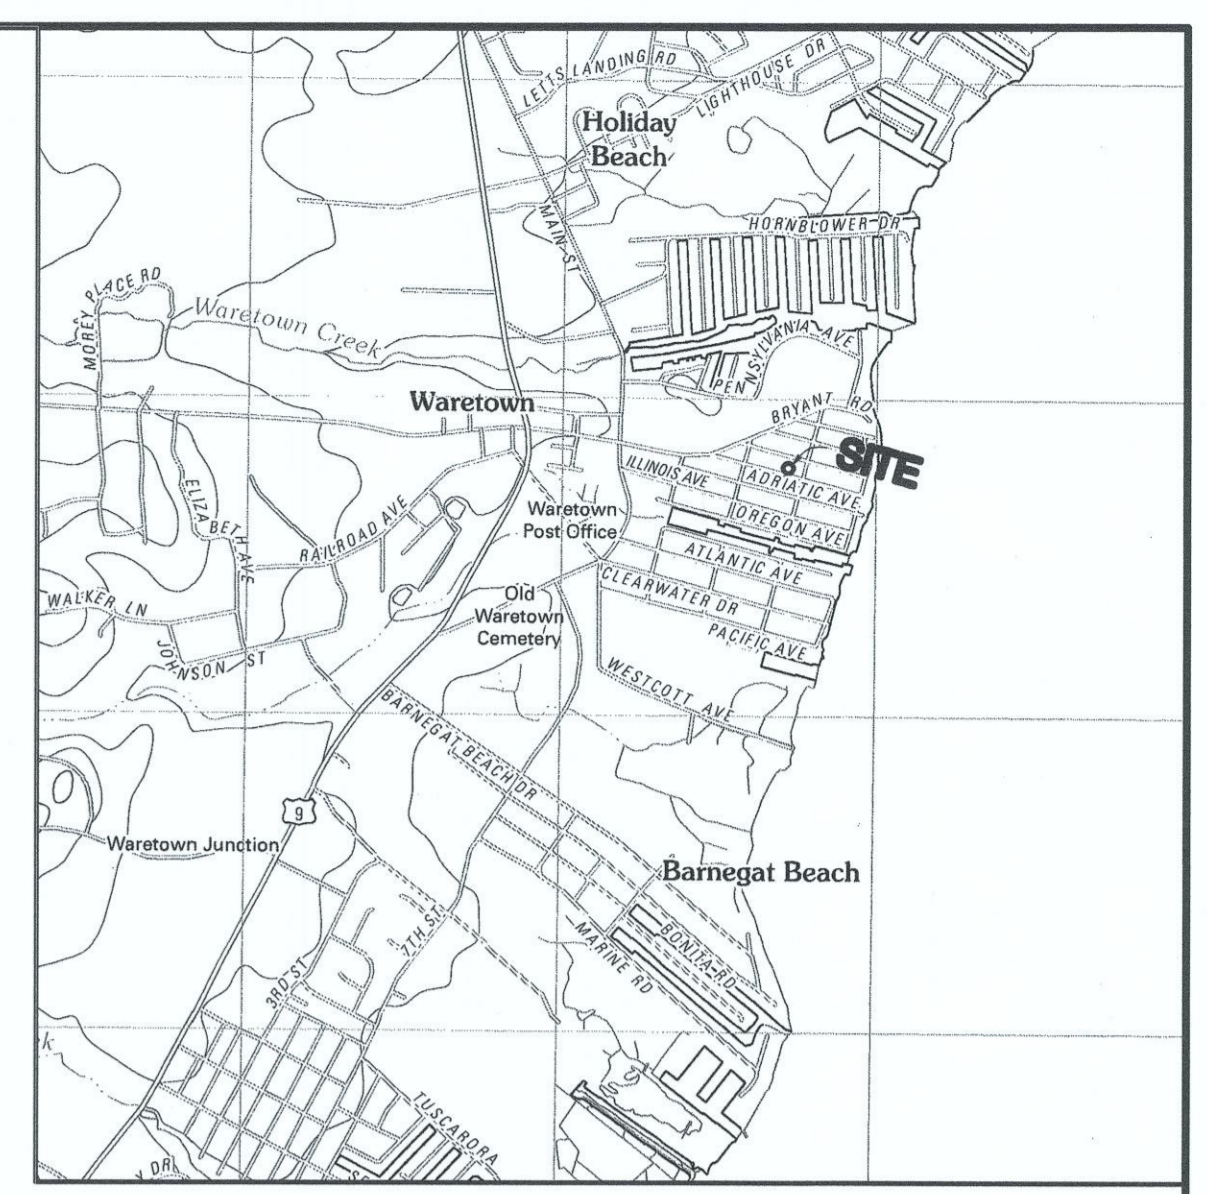 LETTS LANDING RD
LIGHTHOUSE DR
Holiday
Beach
MAIN ST
HORNBLOWER DR
MOREY PLACE RD
Waretown Creek
PENNSYLVANIA AVE
Waretown
BRYANT RD
SITE
ILLINOIS AVE
ADRIATIC AVE
ELIZABETH AVE
OREGON AVE
RAILROAD AVE
Waretown
Post Office
ATLANTIC AVE
CLEARWATER DR
WALKER LN
Old
Waretown
Cemetery
PACIFIC AVE
JOHNSON ST
WESTCOTT AVE
BARNEGAT BEACH DR
9
Waretown Junction
Barnegat Beach
7TH ST
BONITA RD
MARINE RD
3RD ST
k
TUSCARORA
DR